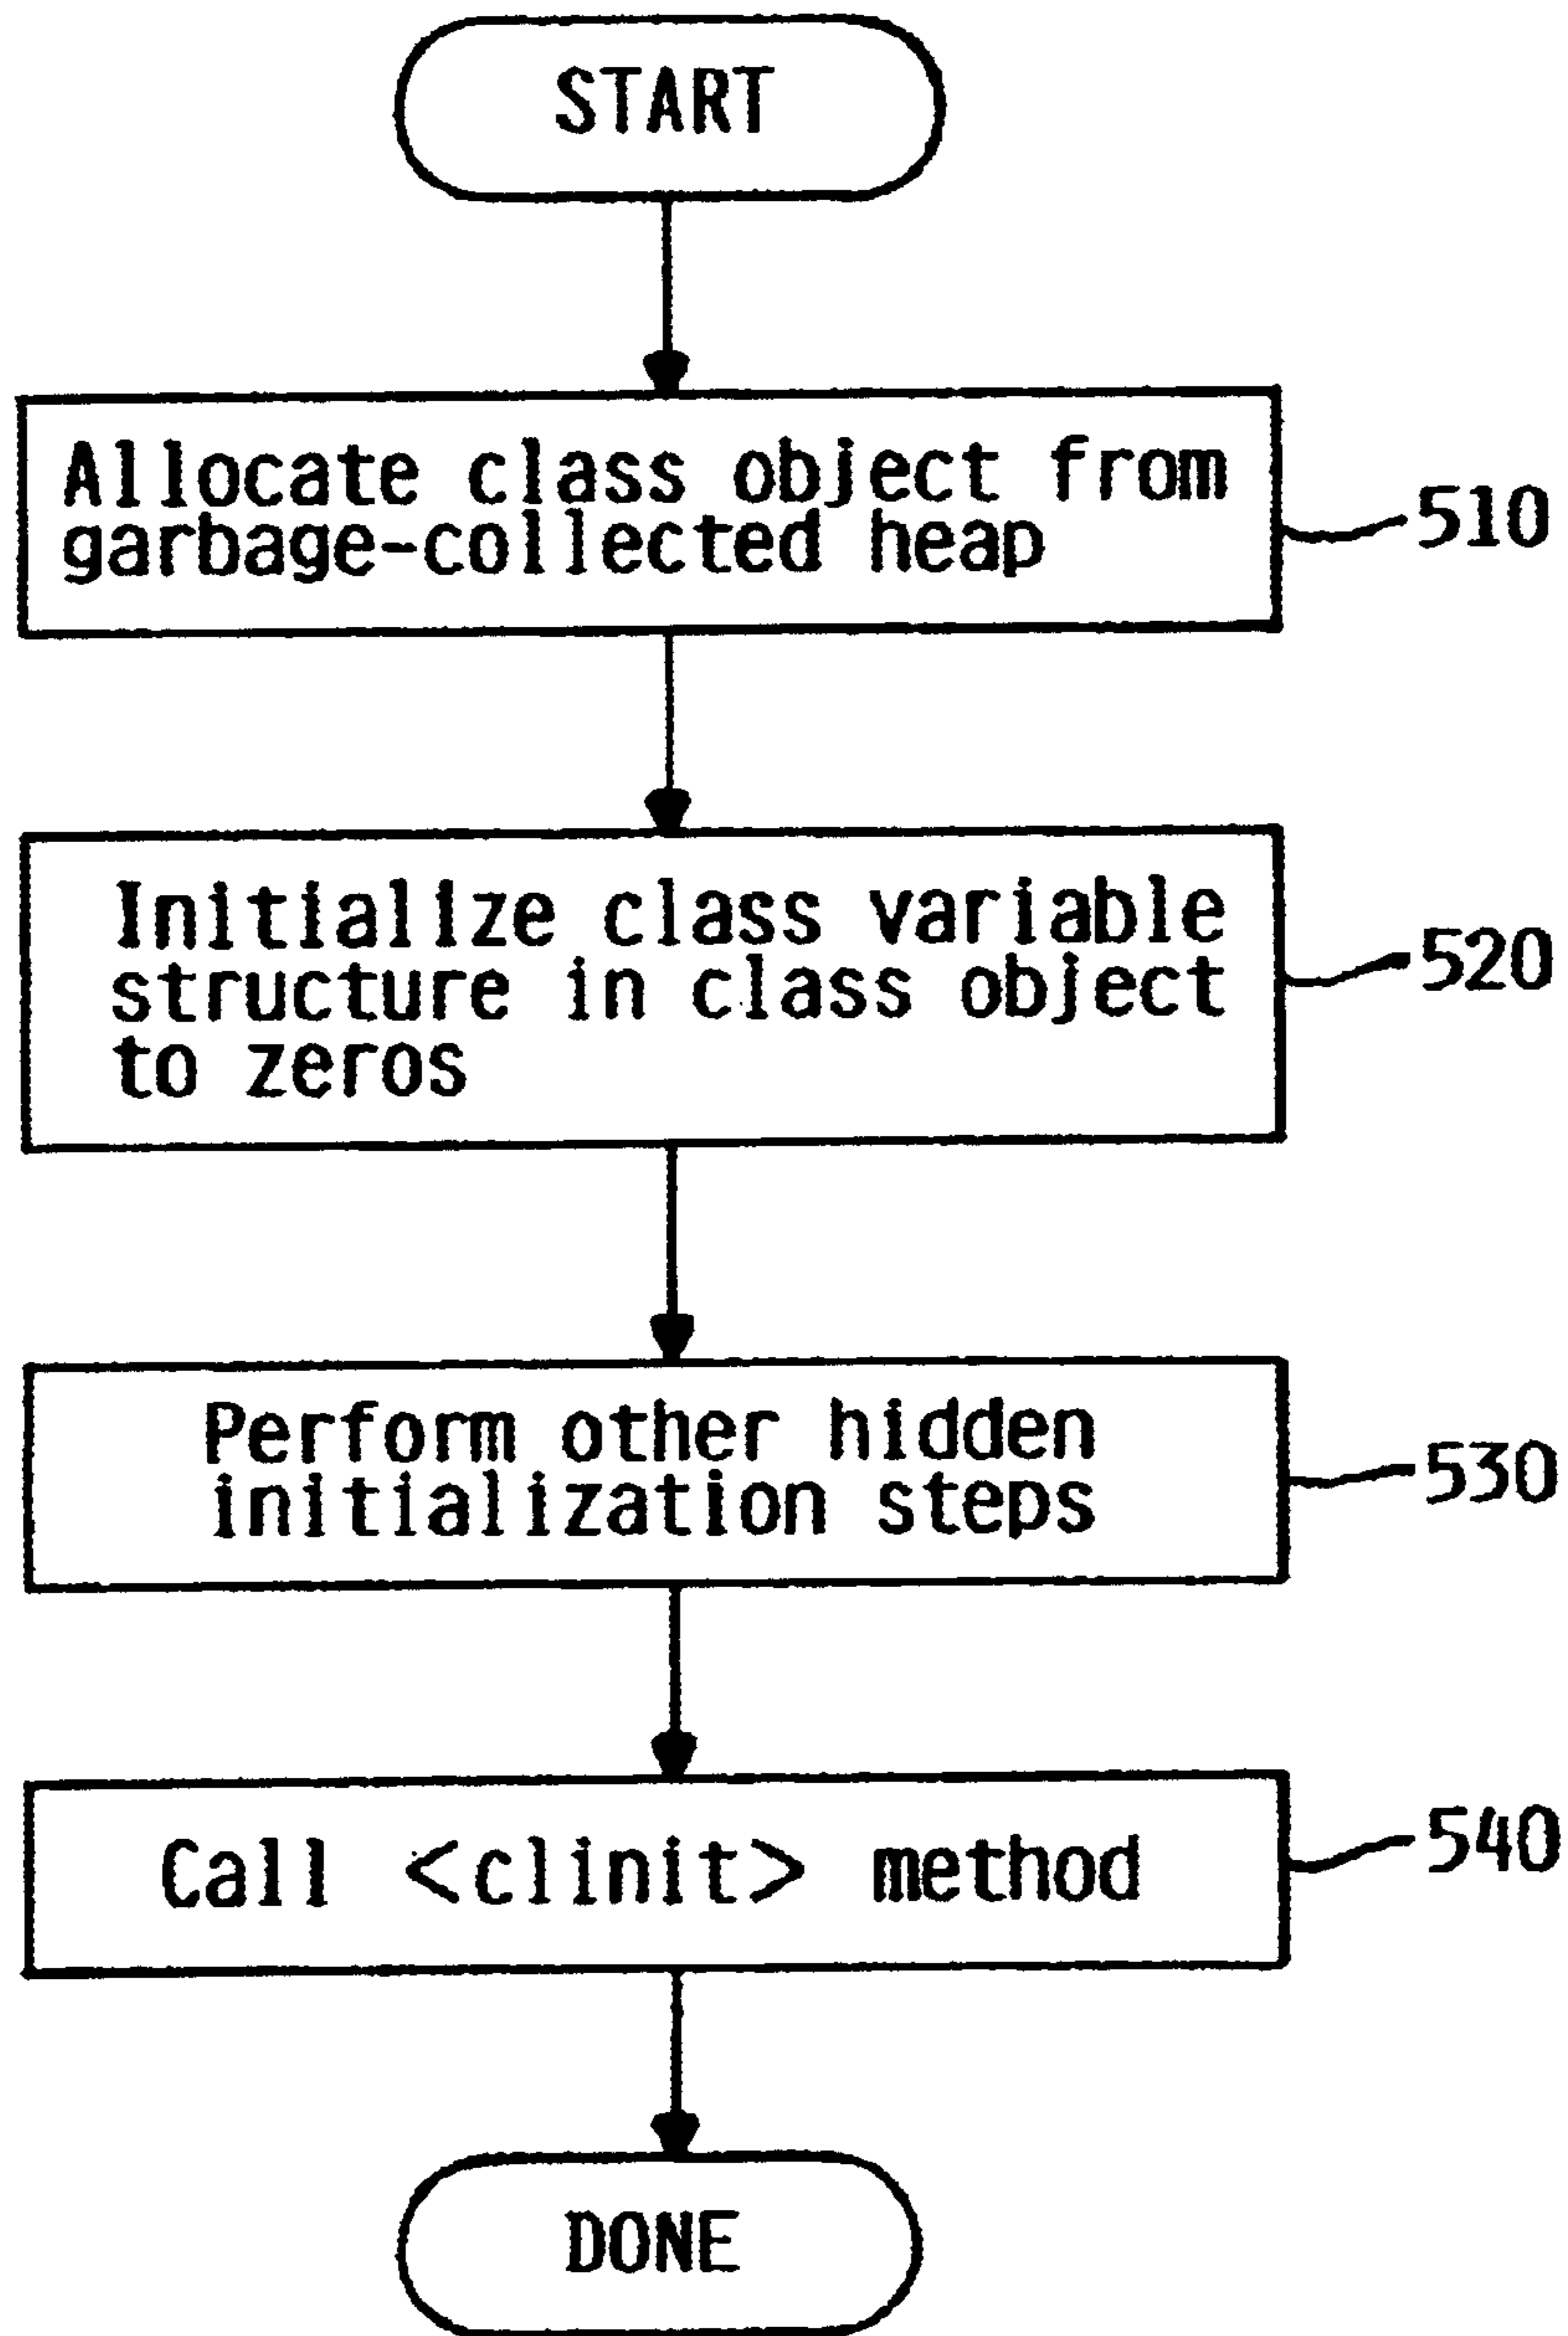 START
Allocate class object from
garbage-collected heap
510
Initialize class variable
structure in class object
to zeros
520
Perform other hidden
initialization steps
530
Call <clinit> method
540
DONE